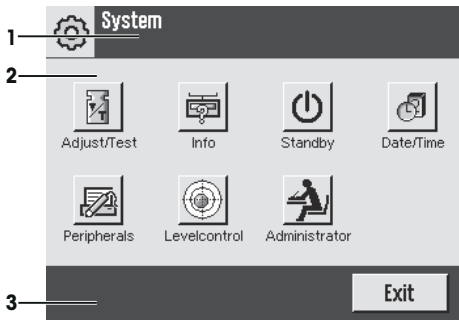 System
1
2
Adjust/Test Info Standby Date/Time
Peripherals Levelcontrol Administrator
3
Exit